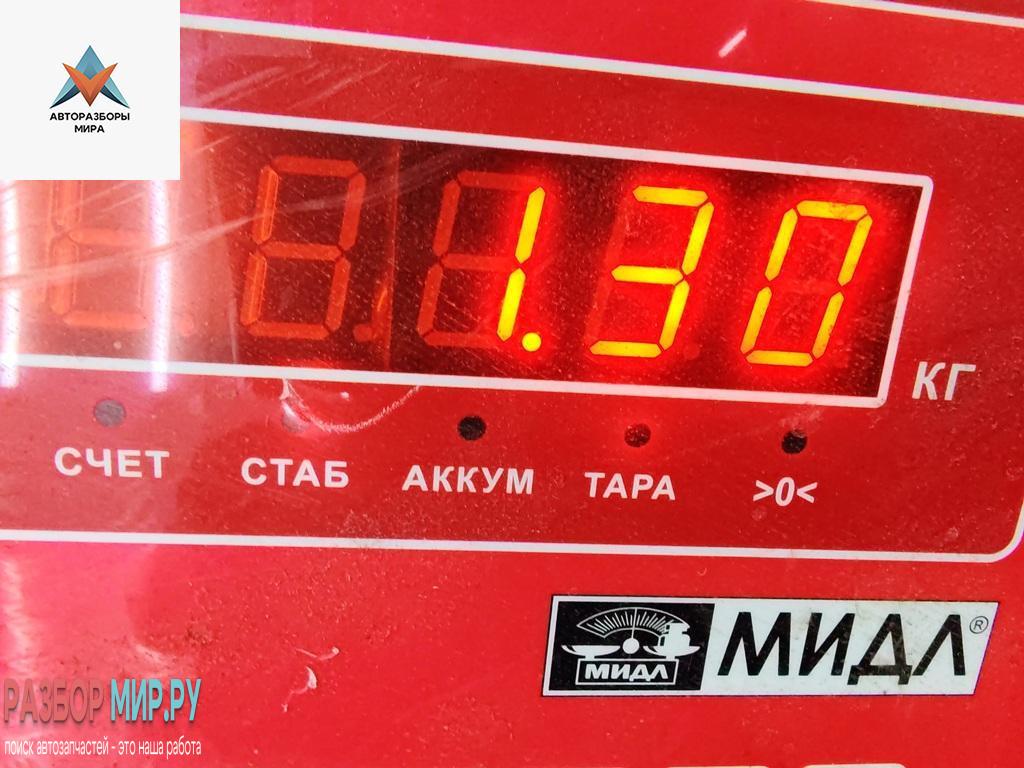 АВТОРАЗБОРЫ
МИРА
1.30
КГ
СЧЕТ СТАБ АККУМ ТАРА >0<
МИДЛ МИДЛ®
РАЗБОР МИР.РУ
поиск автозапчастей - это наша работа